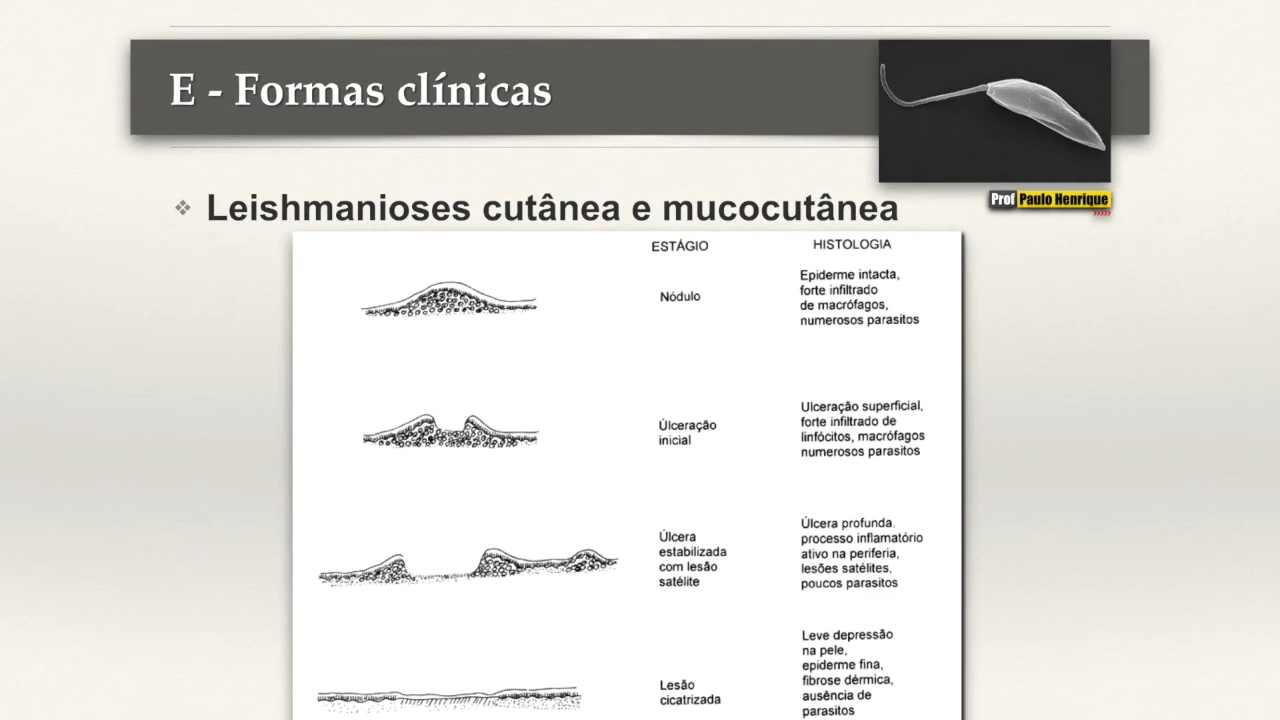 E - Formas clínicas
Prof Paulo Henrique
Leishmanioses cutânea e mucocutânea
ESTÁGIO
HISTOLOGIA
Nódulo
Epiderme intacta,
forte infiltrado
de macrófagos,
numerosos parasitos
Úlceração
inicial
Ulceração superficial,
forte infiltrado de
linfócitos, macrófagos
numerosos parasitos
Úlcera
estabilizada
com lesão
satélite
Úlcera profunda.
processo inflamatório
ativo na periferia,
lesões satélites,
poucos parasitos
Lesão
cicatrizada
Leve depressão
na pele,
epiderme fina,
fibrose dérmica,
ausência de
parasitos